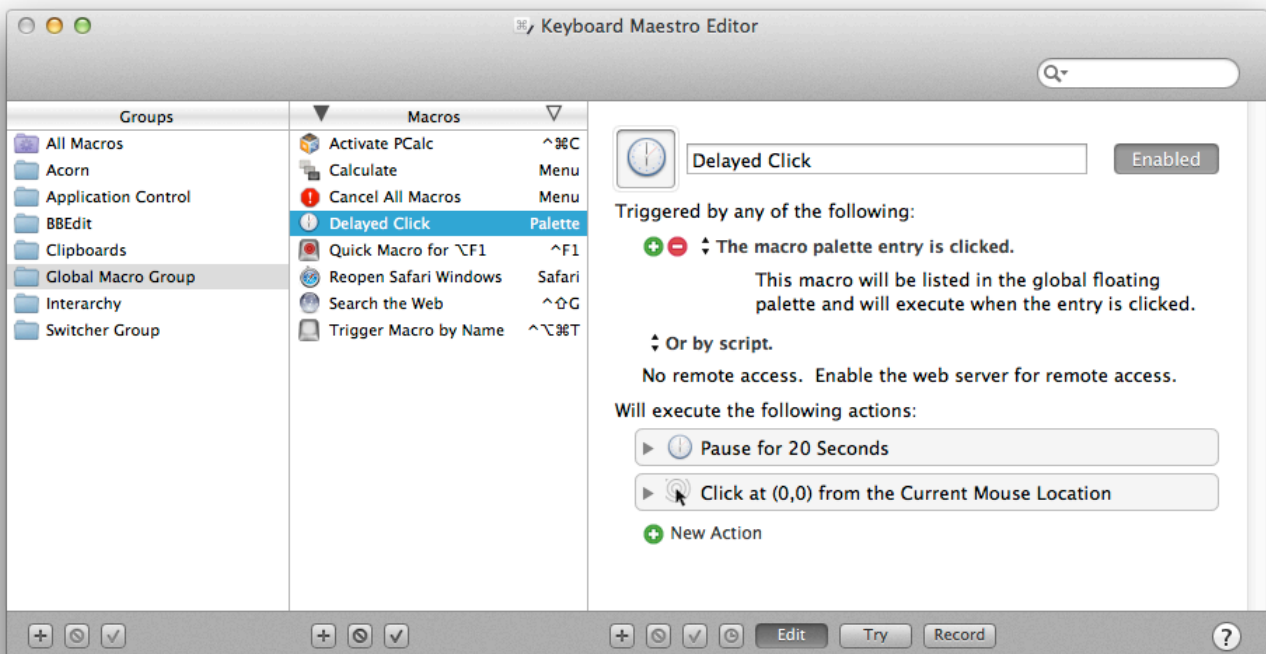 Keyboard Maestro Editor
Groups
All Macros
Acorn
Application Control
BBEdit
Clipboards
Global Macro Group
Interarchy
Switcher Group
Macros
Activate PCalc ^⌘C
Calculate Menu
Cancel All Macros Menu
Delayed Click Palette
Quick Macro for ⌥F1 ^F1
Reopen Safari Windows Safari
Search the Web ^⇧G
Trigger Macro by Name ^⌥⌘T
Delayed Click
Enabled
Triggered by any of the following:
The macro palette entry is clicked.
This macro will be listed in the global floating
palette and will execute when the entry is clicked.
Or by script.
No remote access. Enable the web server for remote access.
Will execute the following actions:
Pause for 20 Seconds
Click at (0,0) from the Current Mouse Location
New Action
Edit Try Record ?